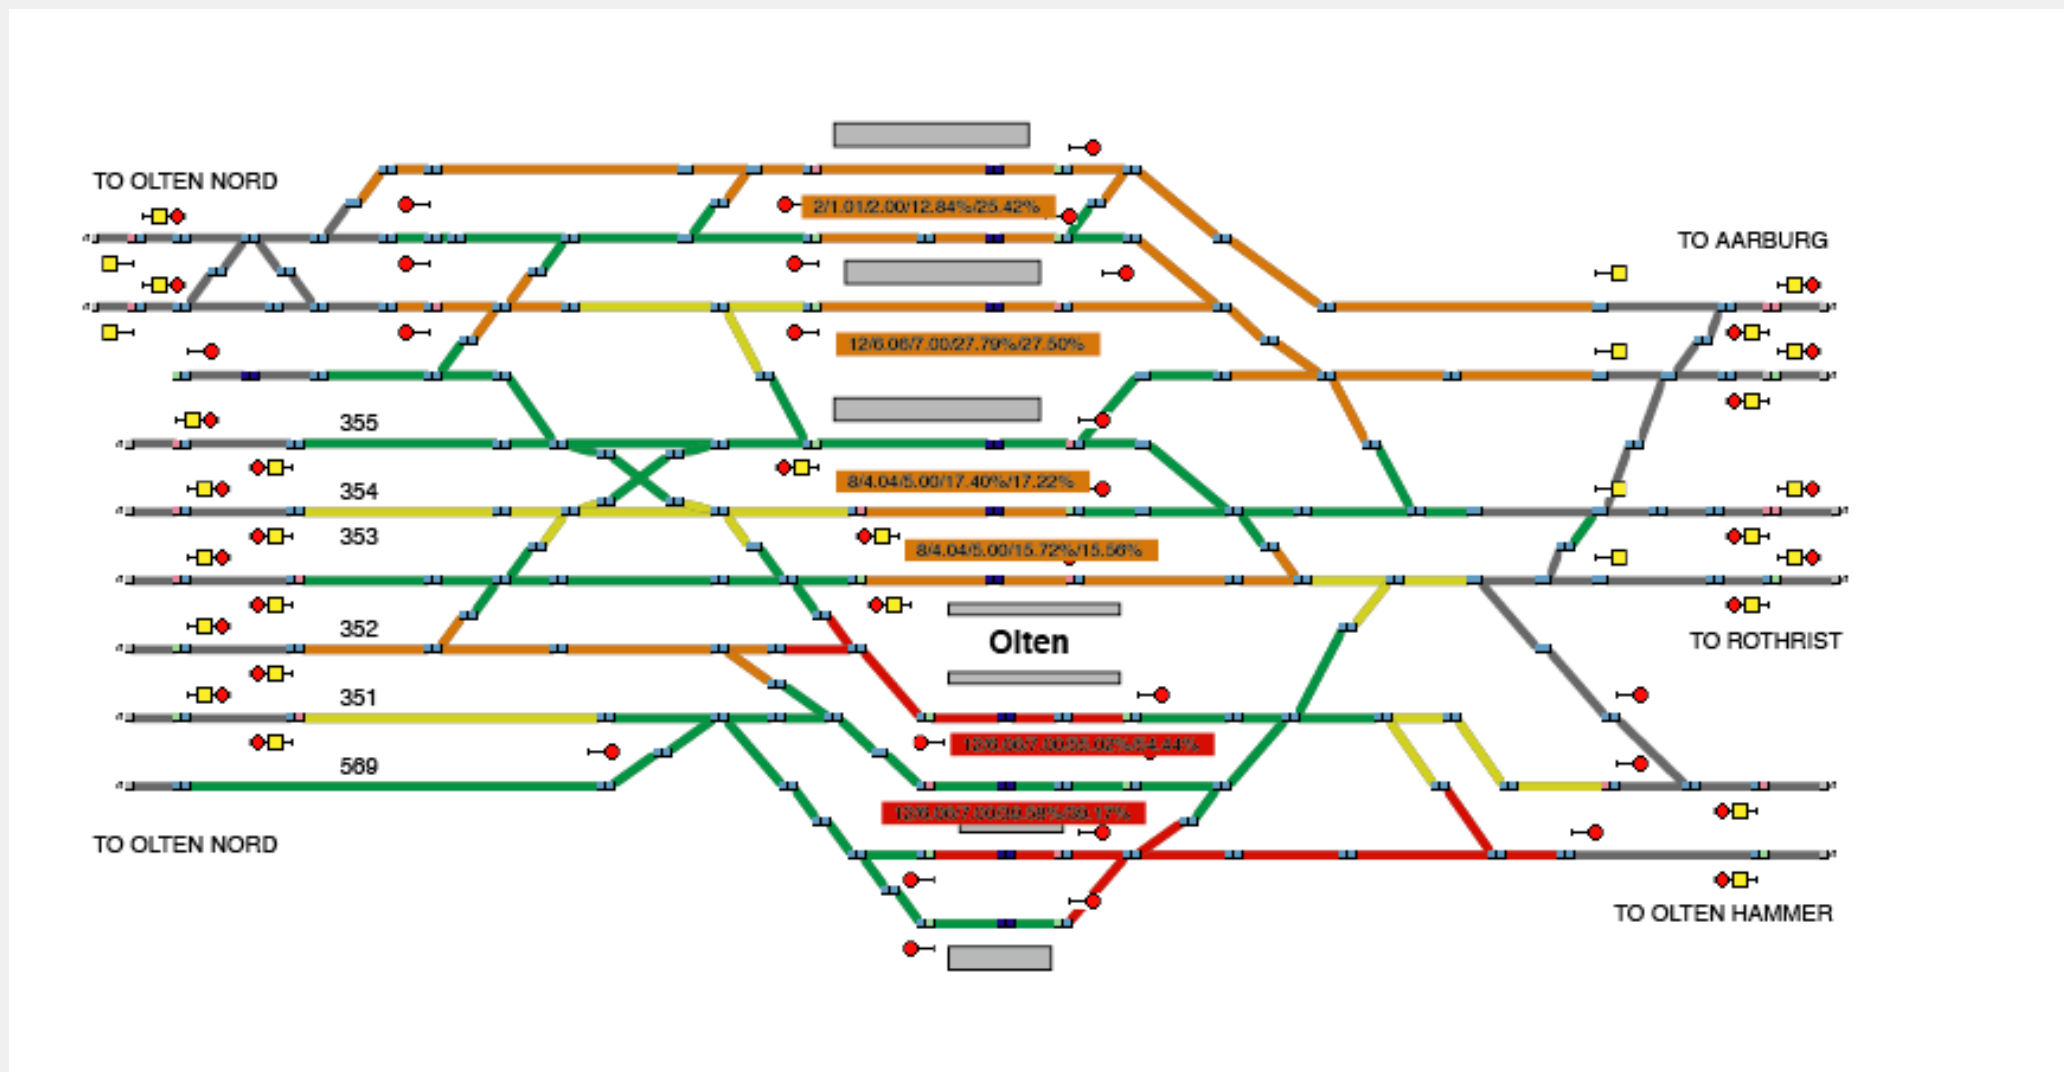 TO OLTEN NORD
2/1.01/2.00/12.84%/25.42%
TO AARBURG
12/6.06/7.00/27.79%/27.50%
355
8/4.04/5.00/17.40%/17.22%
354
353
8/4.04/5.00/15.72%/15.56%
352
Olten
TO ROTHRIST
351
569
TO OLTEN NORD
TO OLTEN HAMMER